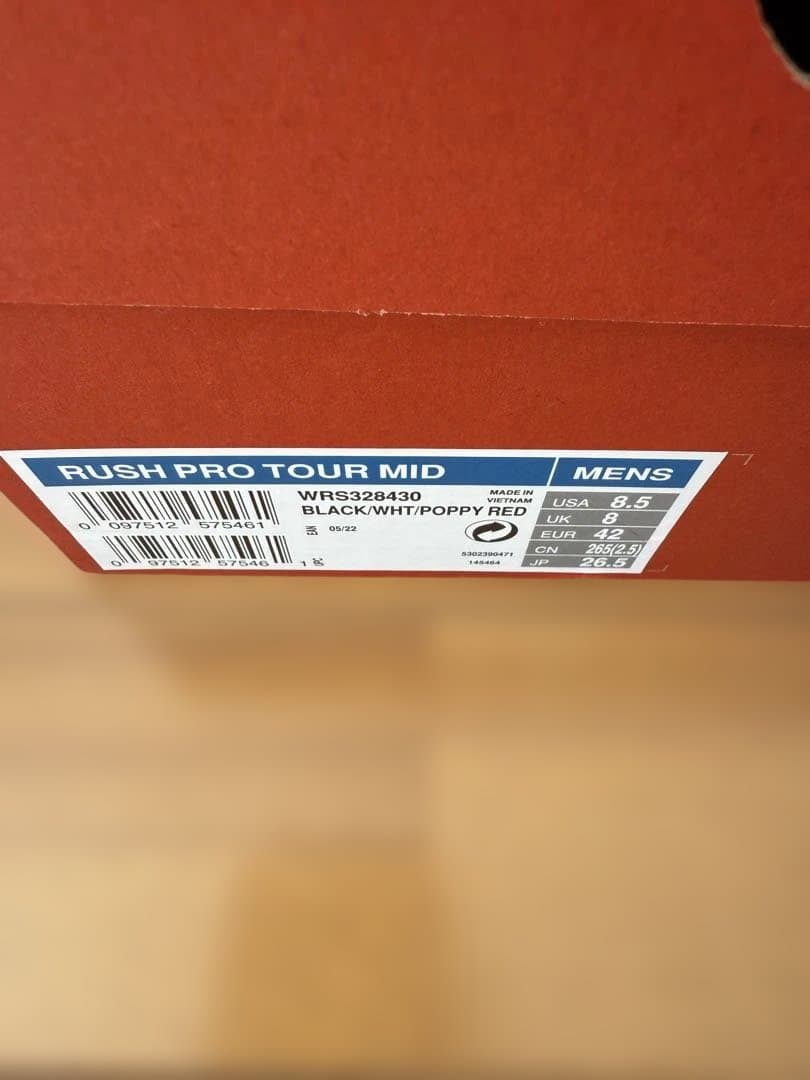 RUSH PRO TOUR MID
MENS
WRS328430
BLACK/WHT/POPPY RED
MADE IN
VIETNAM
0 097512 575461
EAN
05/22
0 97512 57546 1
UPC
5302390471
145464
USA 8.5
UK 8
EUR 42
CN 265(2.5)
JP 26.5